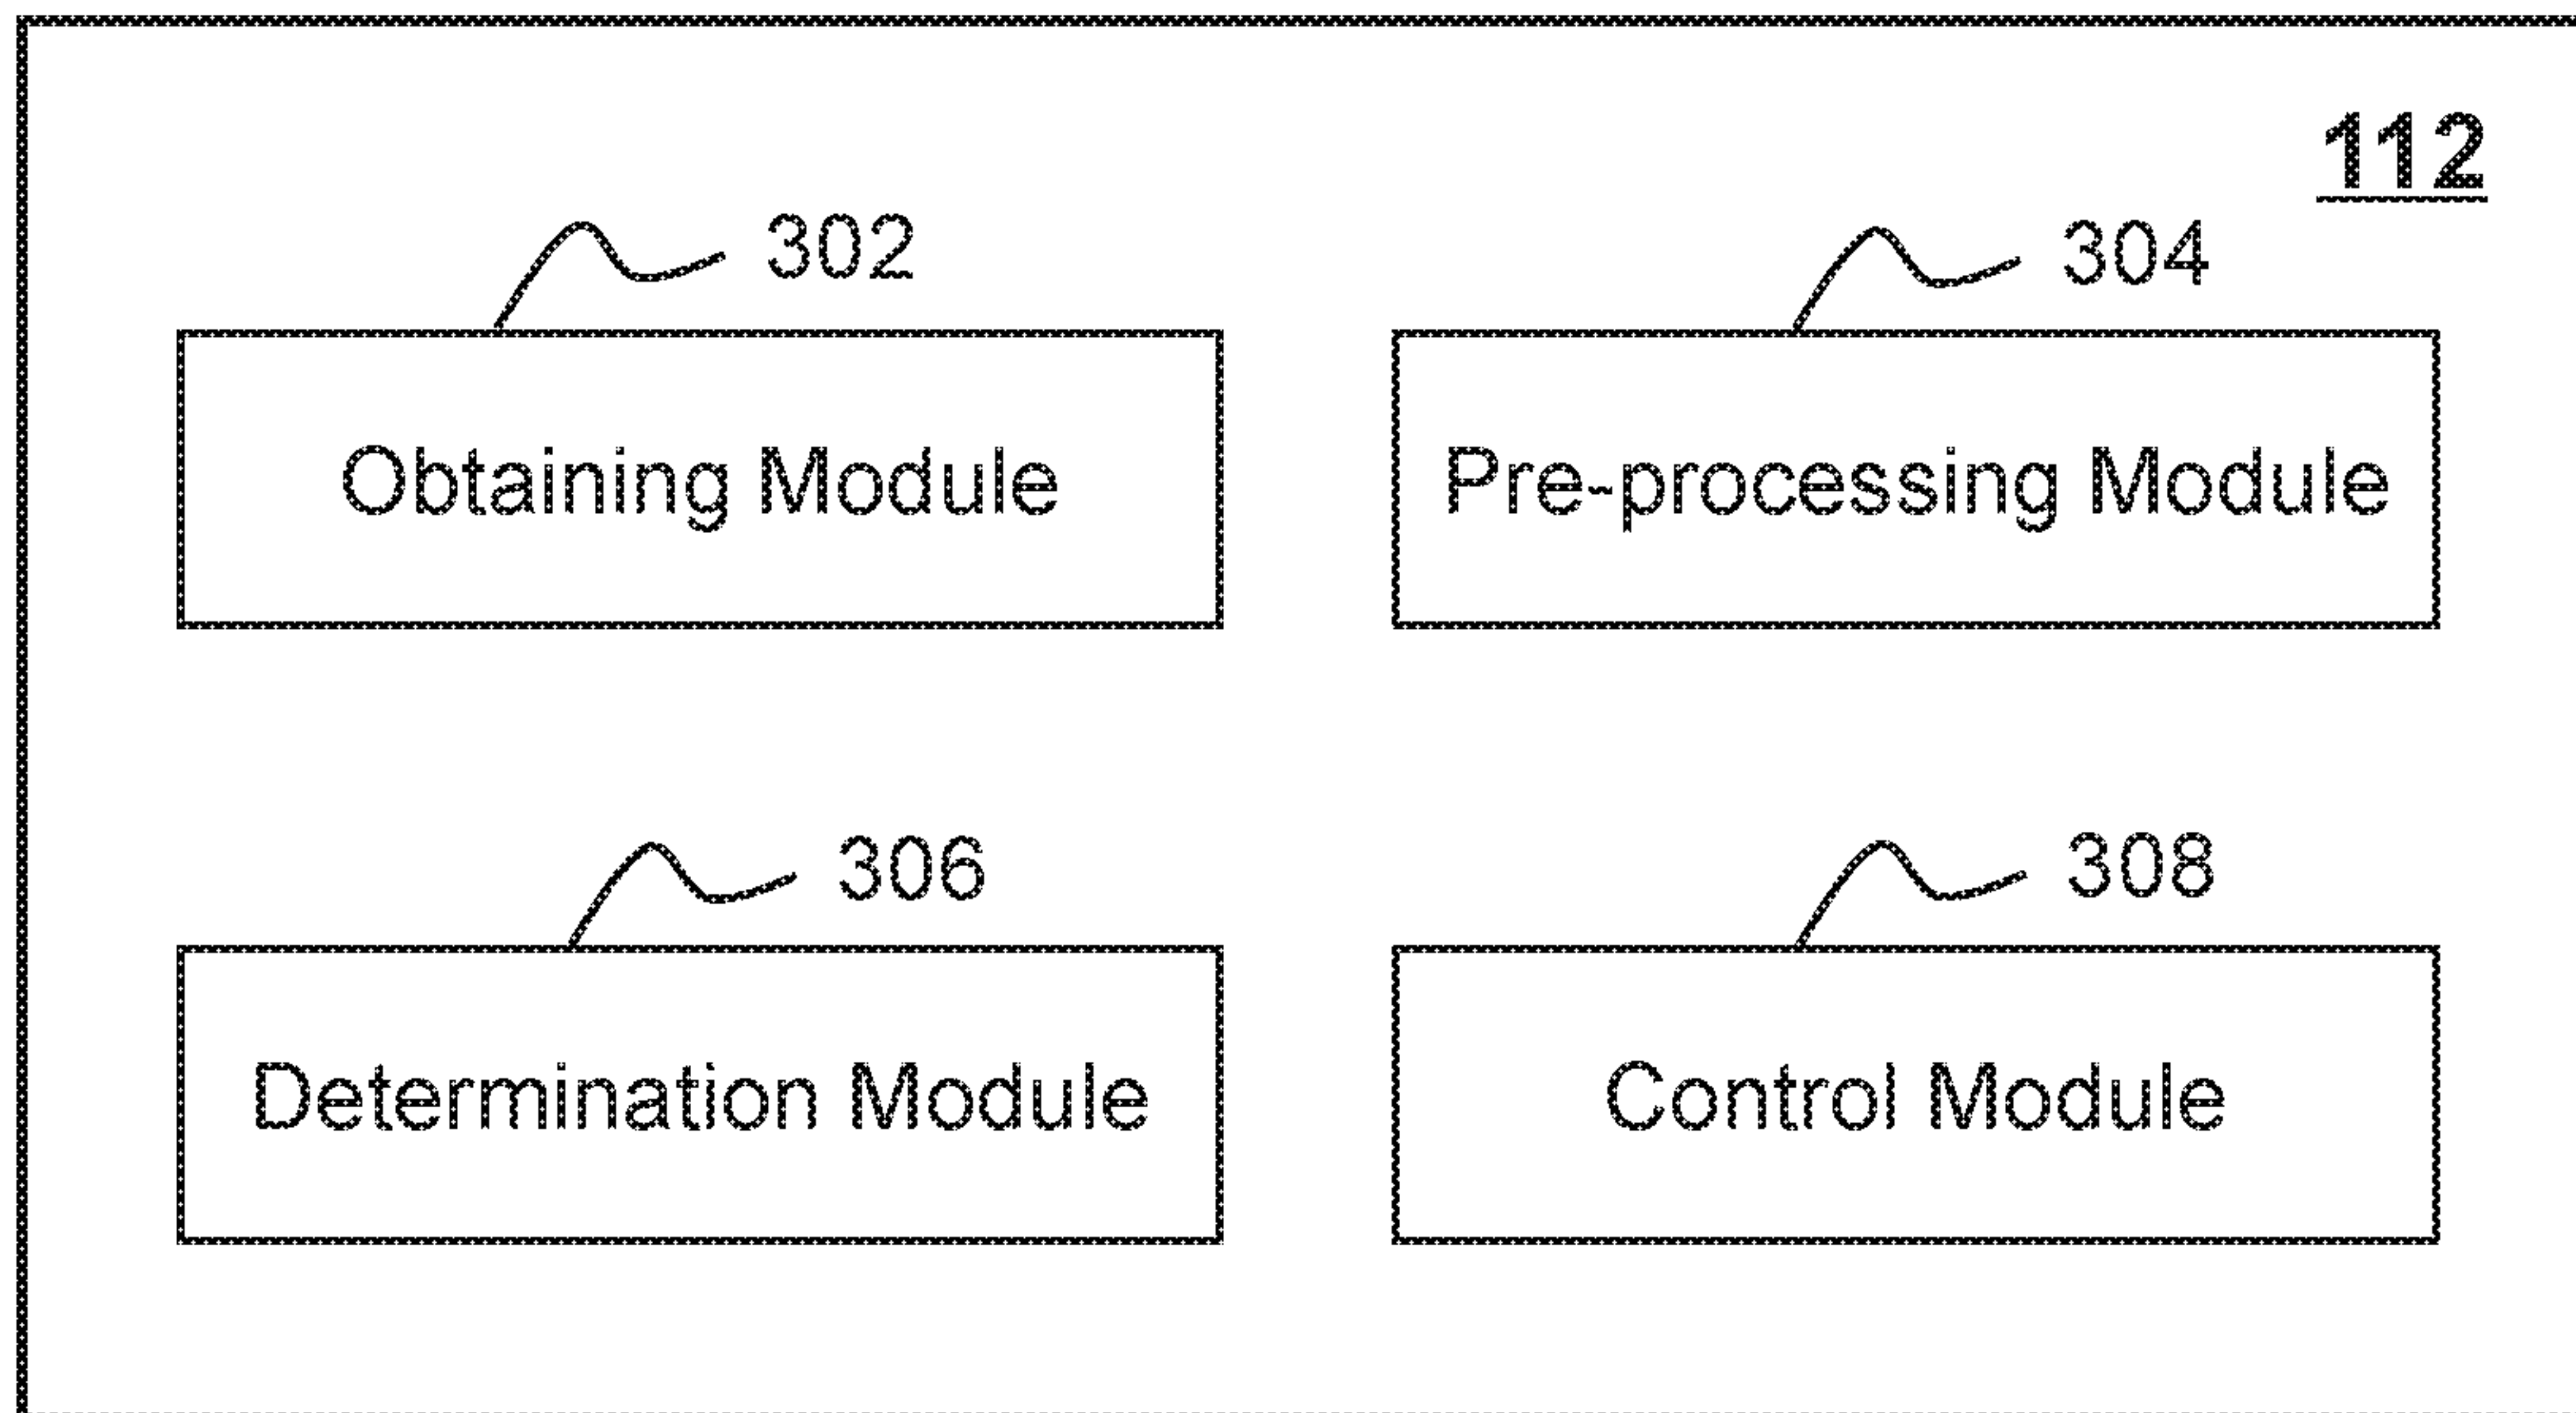 112
302
304
Obtaining Module
Pre-processing Module
306
308
Determination Module
Control Module